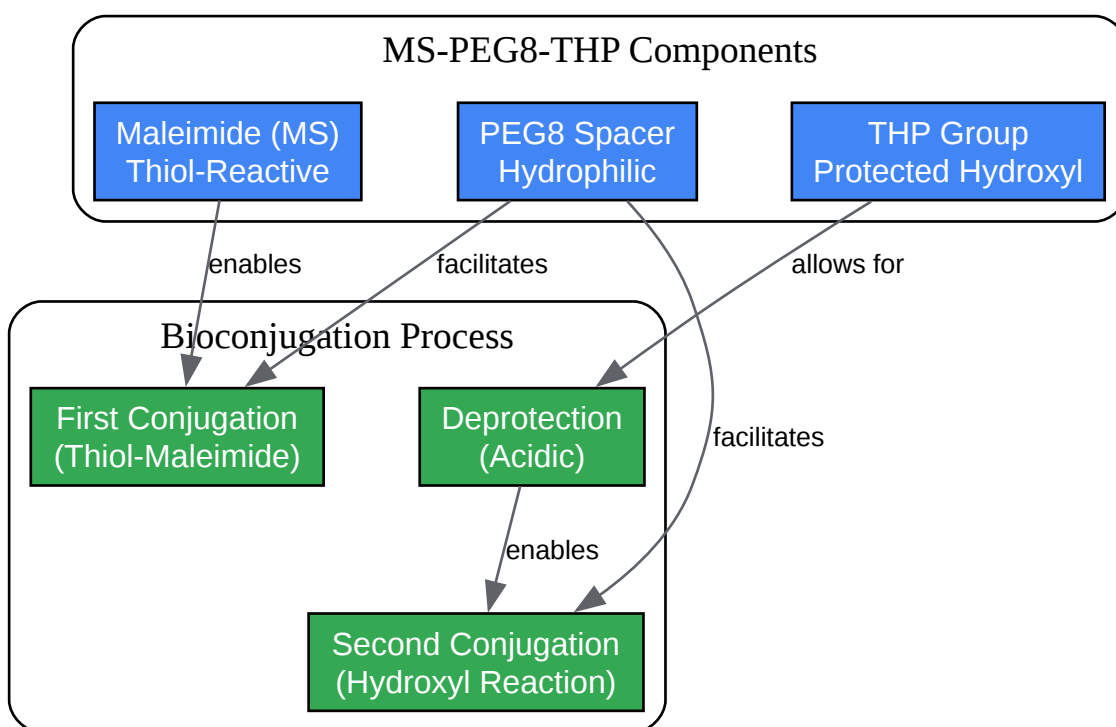 MS-PEG8-THP Components
Maleimide (MS)
Thiol-Reactive
PEG8 Spacer
Hydrophilic
THP Group
Protected Hydroxyl
enables
facilitates
allows for
Bioconjugation Process
First Conjugation
(Thiol-Maleimide)
Deprotection
(Acidic)
facilitates
enables
Second Conjugation
(Hydroxyl Reaction)